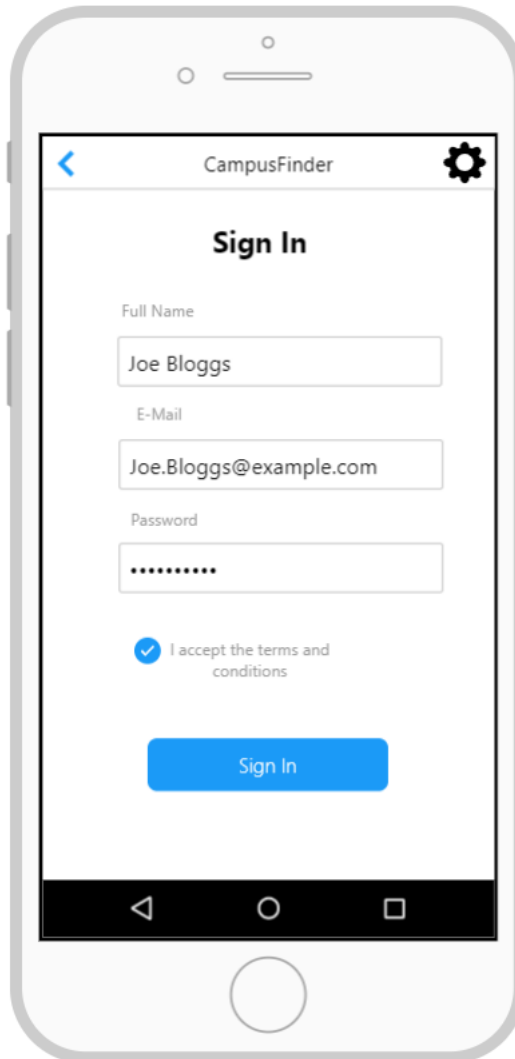 CampusFinder
Sign In
Full Name
Joe Bloggs
E-Mail
Joe.Bloggs@example.com
Password
••••••••••
I accept the terms and
conditions
Sign In